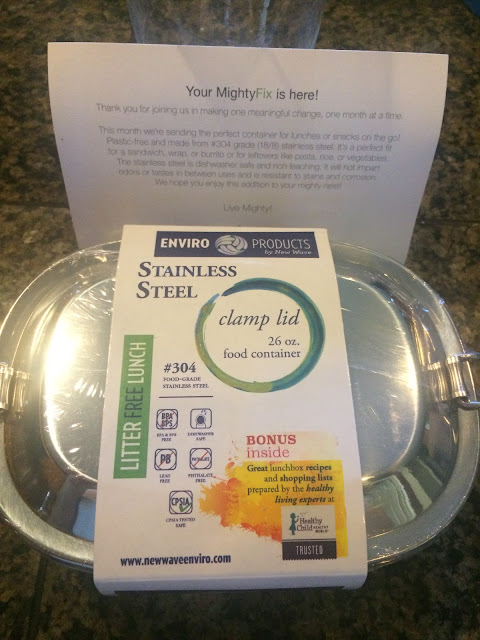 Your MightyFix is here!
Thank you for joining us in making one meaningful change, one month at a time.
This month we're sending the perfect container for lunches or snacks on the go!
Plastic-free and made from #304 grade (18/8) stainless steel. It's a perfect fit
for a sandwich, wrap, or burrito or for leftovers like pasta, rice, or vegetables.
The stainless steel is dishwasher safe and non-leaching. It will not impart
odors or tastes in between uses and is resistant to stains and corrosion.
We hope you enjoy this addition to your mighty nest!
Live Mighty!
ENVIRO PRODUCTS
by New Wave
STAINLESS
STEEL
clamp lid
26 oz.
food container
LITTER FREE LUNCH
#304
FOOD-GRADE
STAINLESS STEEL
BPA
BPS
BPA & BPS
FREE
DISHWASHER
SAFE
PB
LEAD
FREE
PHTHALATE
PHTHALATE
FREE
CPSIA
CPSIA TESTED
SAFE
BONUS
inside
Great lunchbox recipes
and shopping lists
prepared by the healthy
living experts at
Healthy
Child HEALTHY
WORLD
TRUSTED
www.newwaveenviro.com